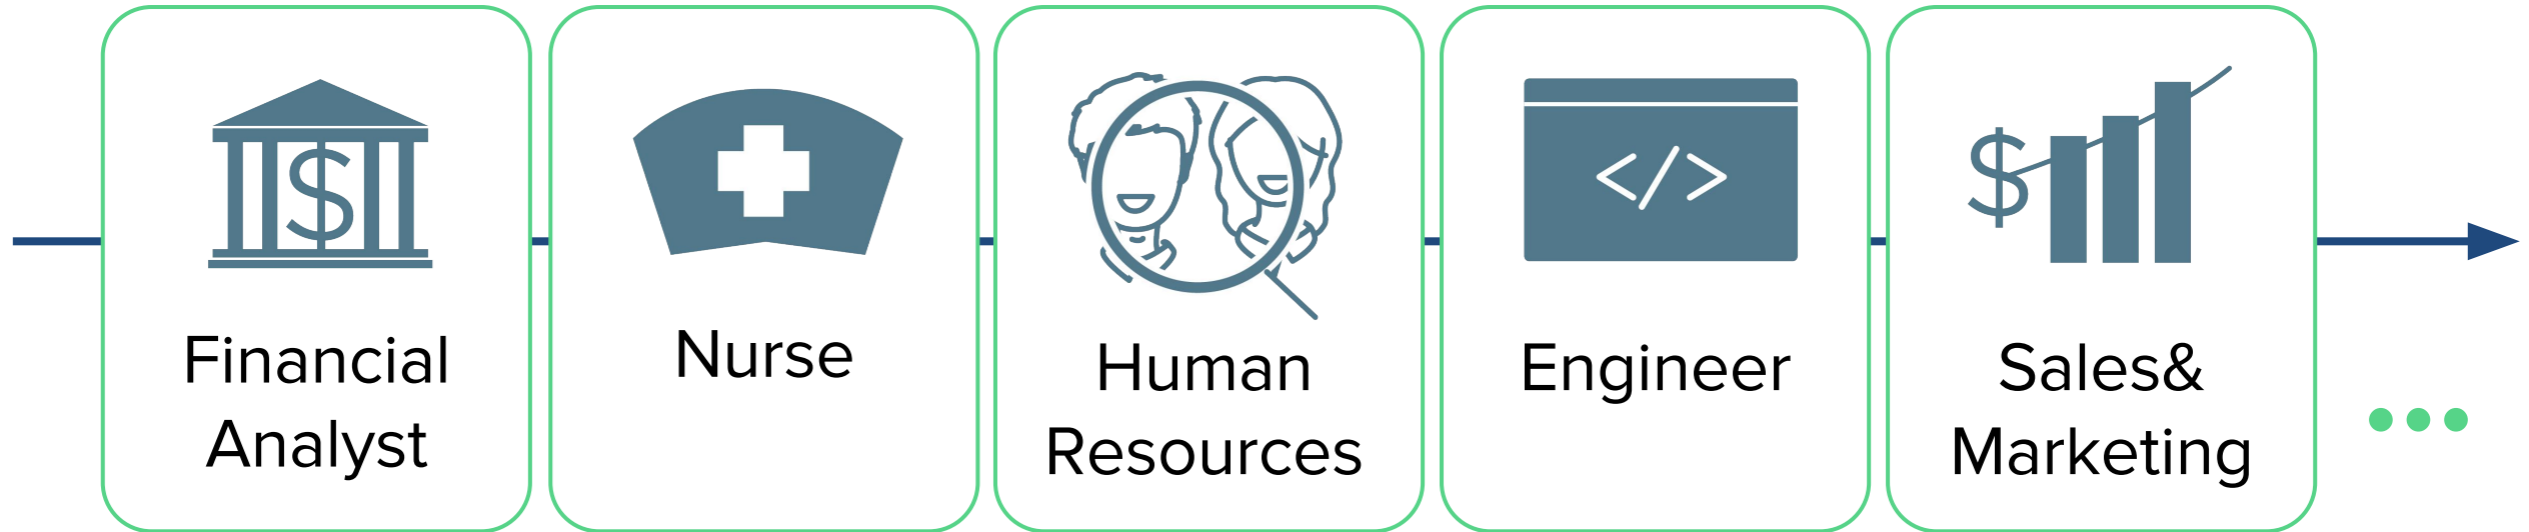 $
Financial
Analyst
Nurse
Human
Resources
</>
Engineer
$
Sales&
Marketing